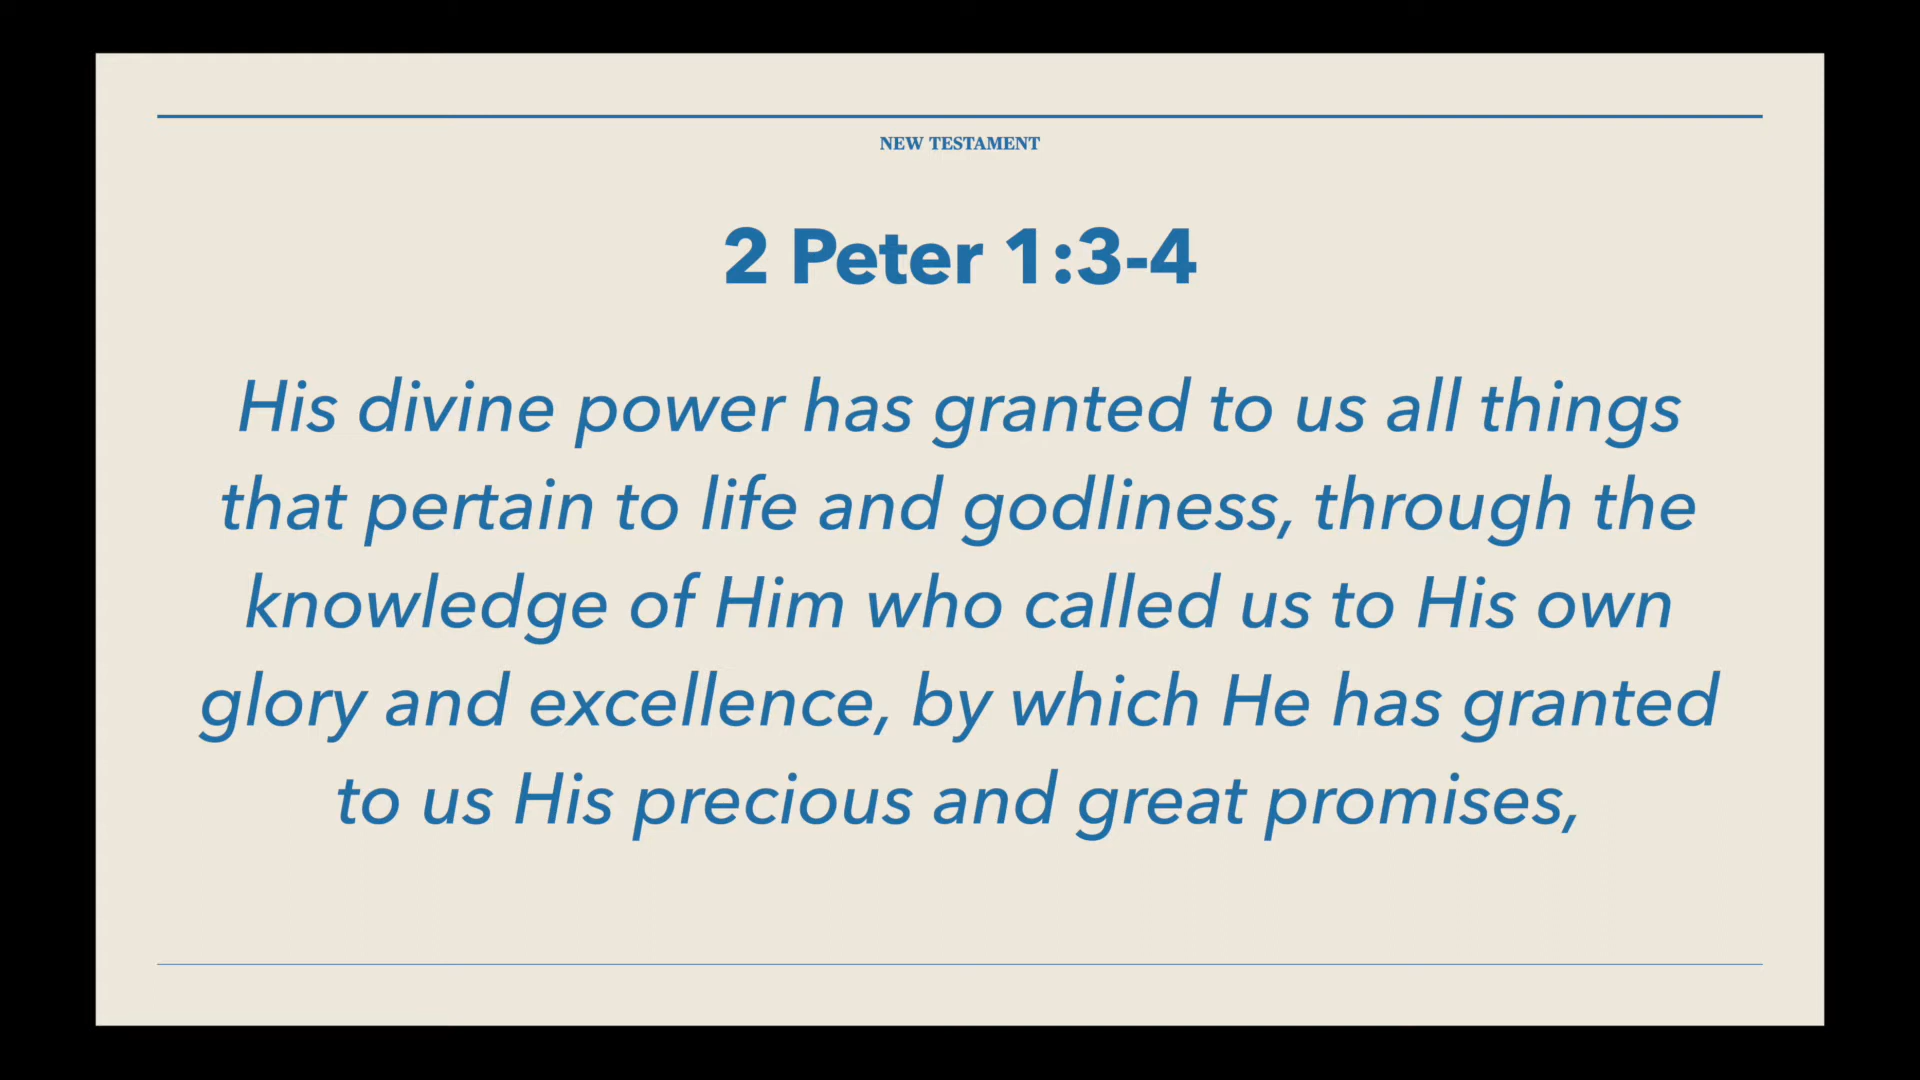 NEW TESTAMENT
2 Peter 1:3-4
His divine power has granted to us all things
that pertain to life and godliness, through the
knowledge of Him who called us to His own
glory and excellence, by which He has granted
to us His precious and great promises,